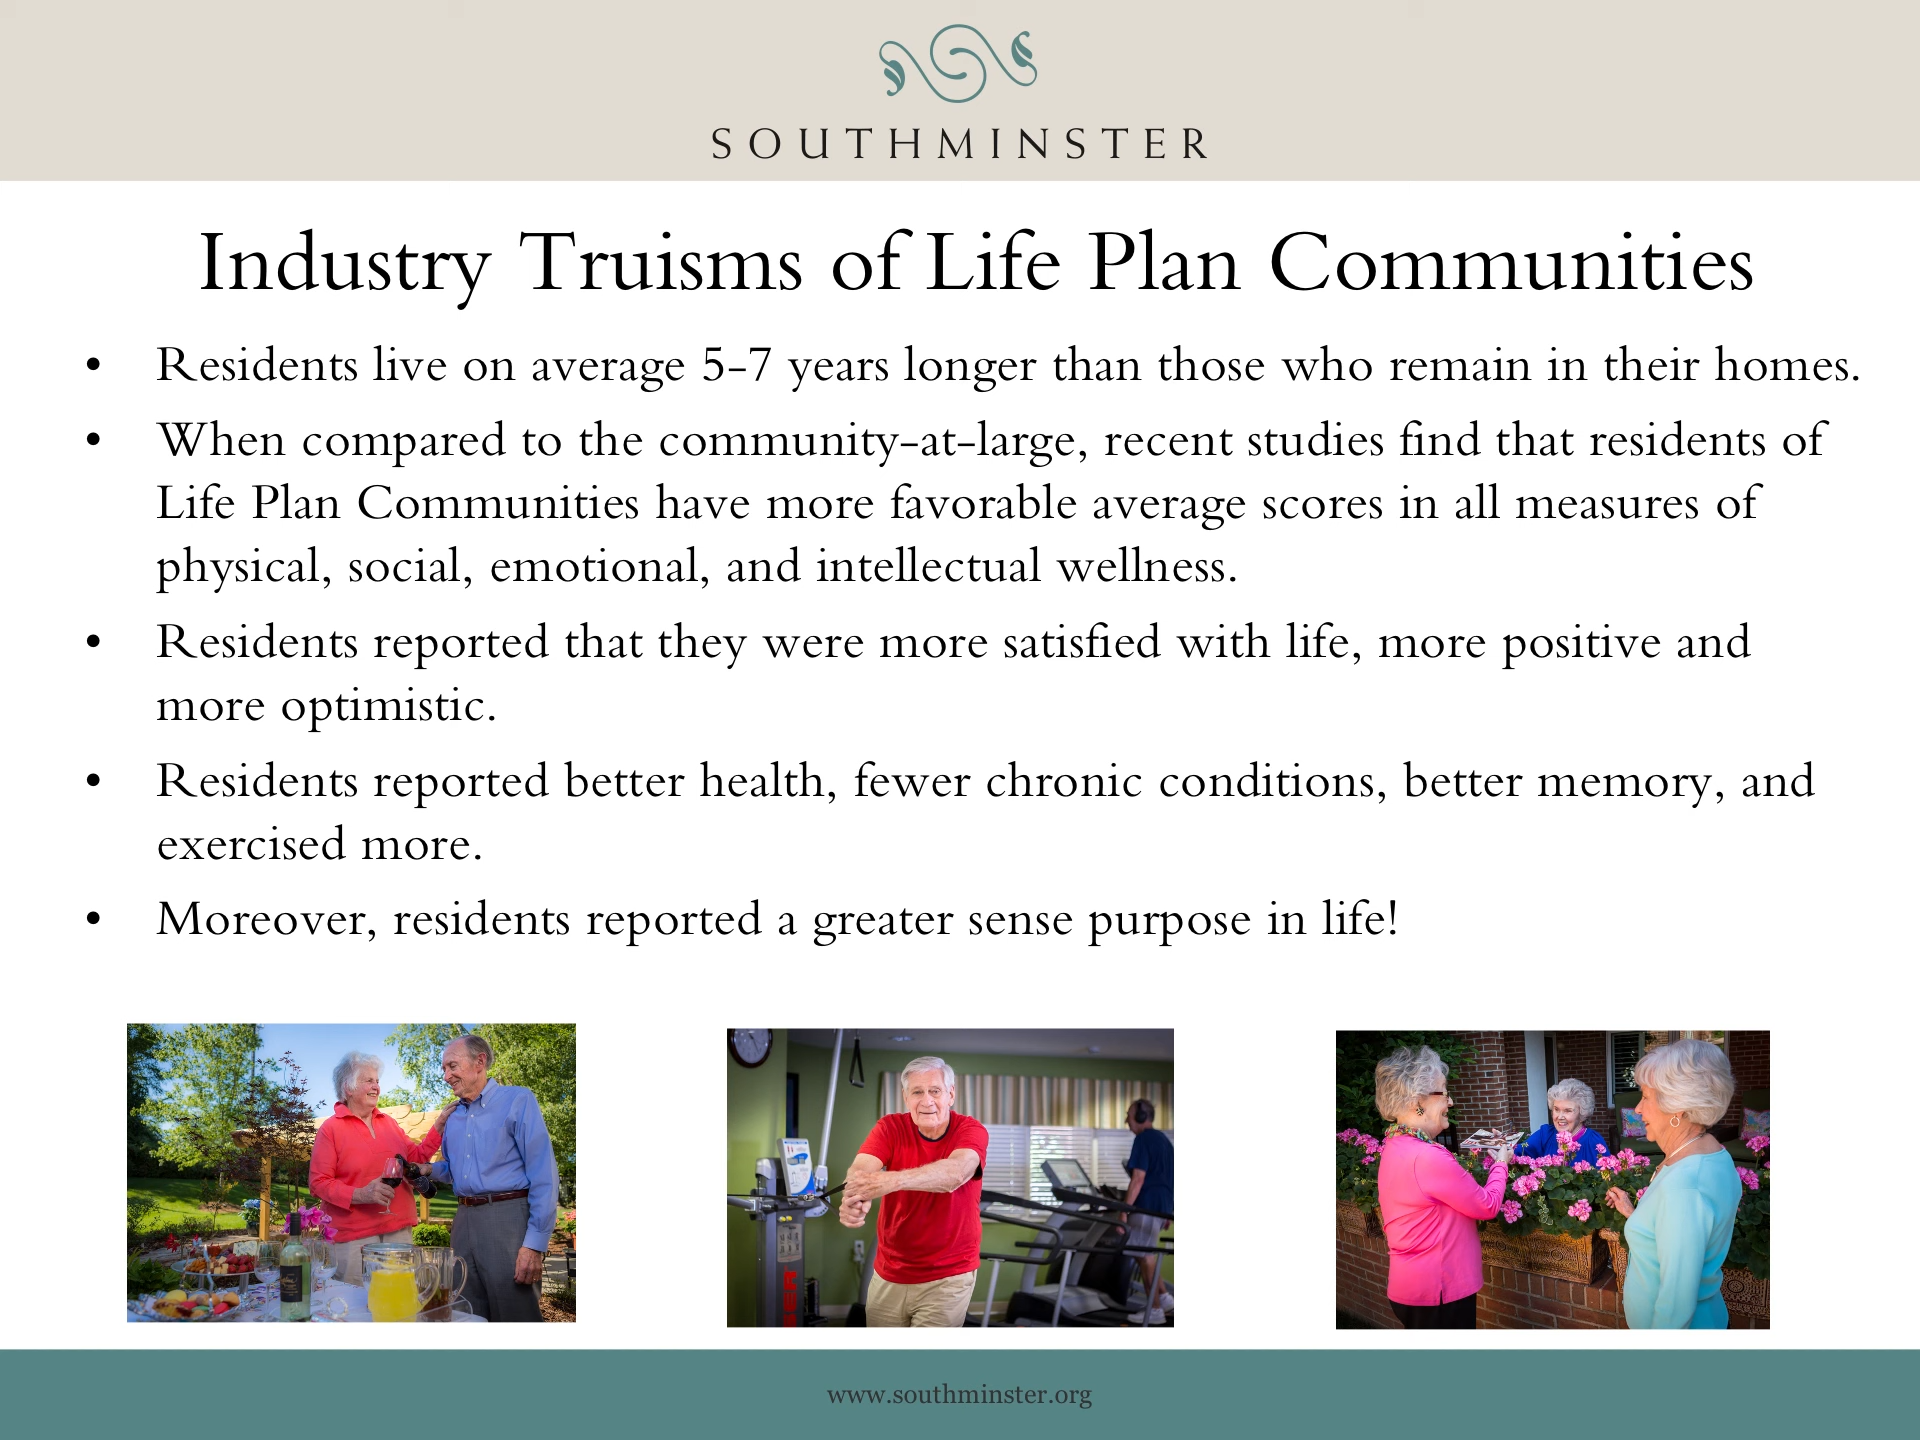 SOUTHMINSTER
Industry Truisms of Life Plan Communities
• Residents live on average 5-7 years longer than those who remain in their homes.
• When compared to the community-at-large, recent studies find that residents of
Life Plan Communities have more favorable average scores in all measures of
physical, social, emotional, and intellectual wellness.
• Residents reported that they were more satisfied with life, more positive and
more optimistic.
• Residents reported better health, fewer chronic conditions, better memory, and
exercised more.
• Moreover, residents reported a greater sense purpose in life!
www.southminster.org